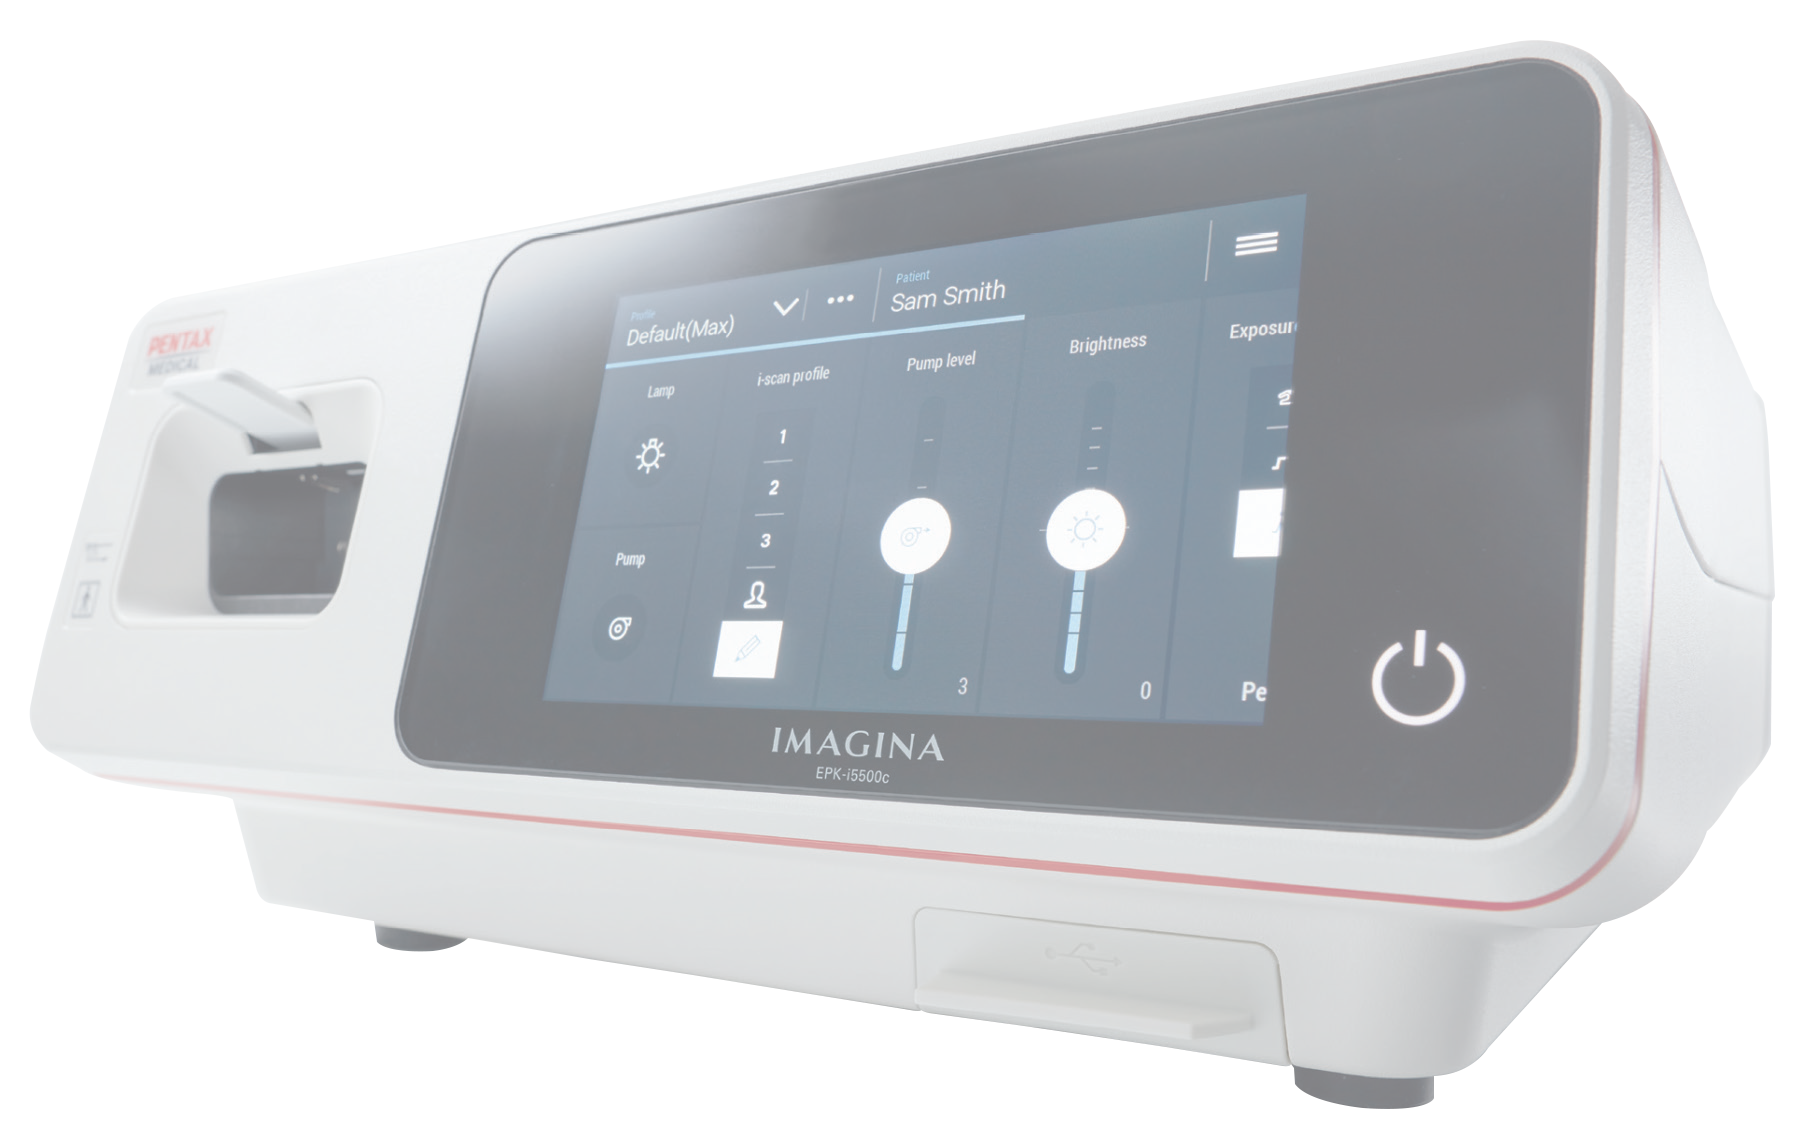 PENTAX
MEDICAL
Profile
Default(Max)
Patient
Sam Smith
Lamp
i-scan profile
Pump level
Brightness
Exposure
1
2
3
Pump
3
0
Pe
IMAGINA
EPK-i5500c